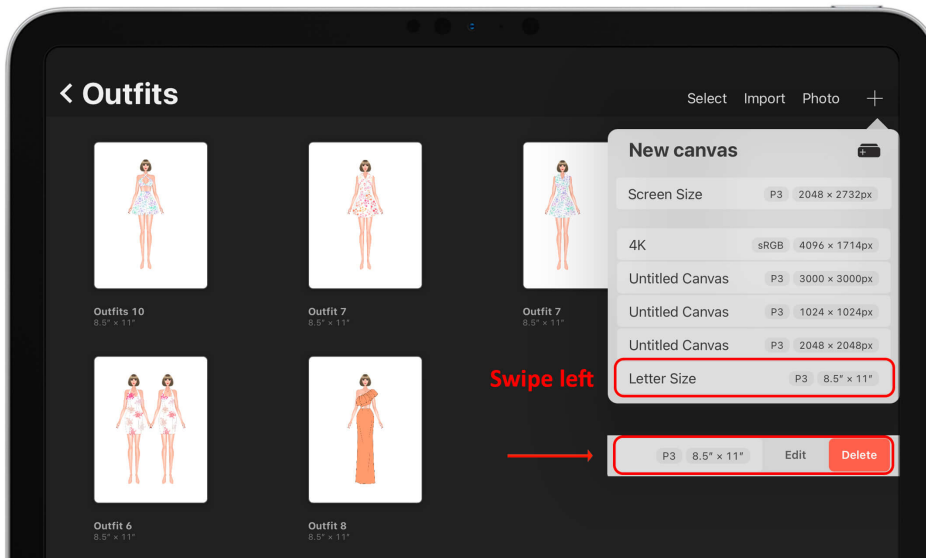 < Outfits
Select Import Photo +
New canvas
Screen Size P3 2048 × 2732px
4K sRGB 4096 × 1714px
Untitled Canvas P3 3000 × 3000px
Untitled Canvas P3 1024 × 1024px
Untitled Canvas P3 2048 × 2048px
Letter Size P3 8.5" × 11"
Outfits 10
8.5" × 11"
Outfit 7
8.5" × 11"
Outfit 7
8.5" × 11"
Swipe left
P3 8.5" × 11" Edit Delete
Outfit 6
8.5" × 11"
Outfit 8
8.5" × 11"